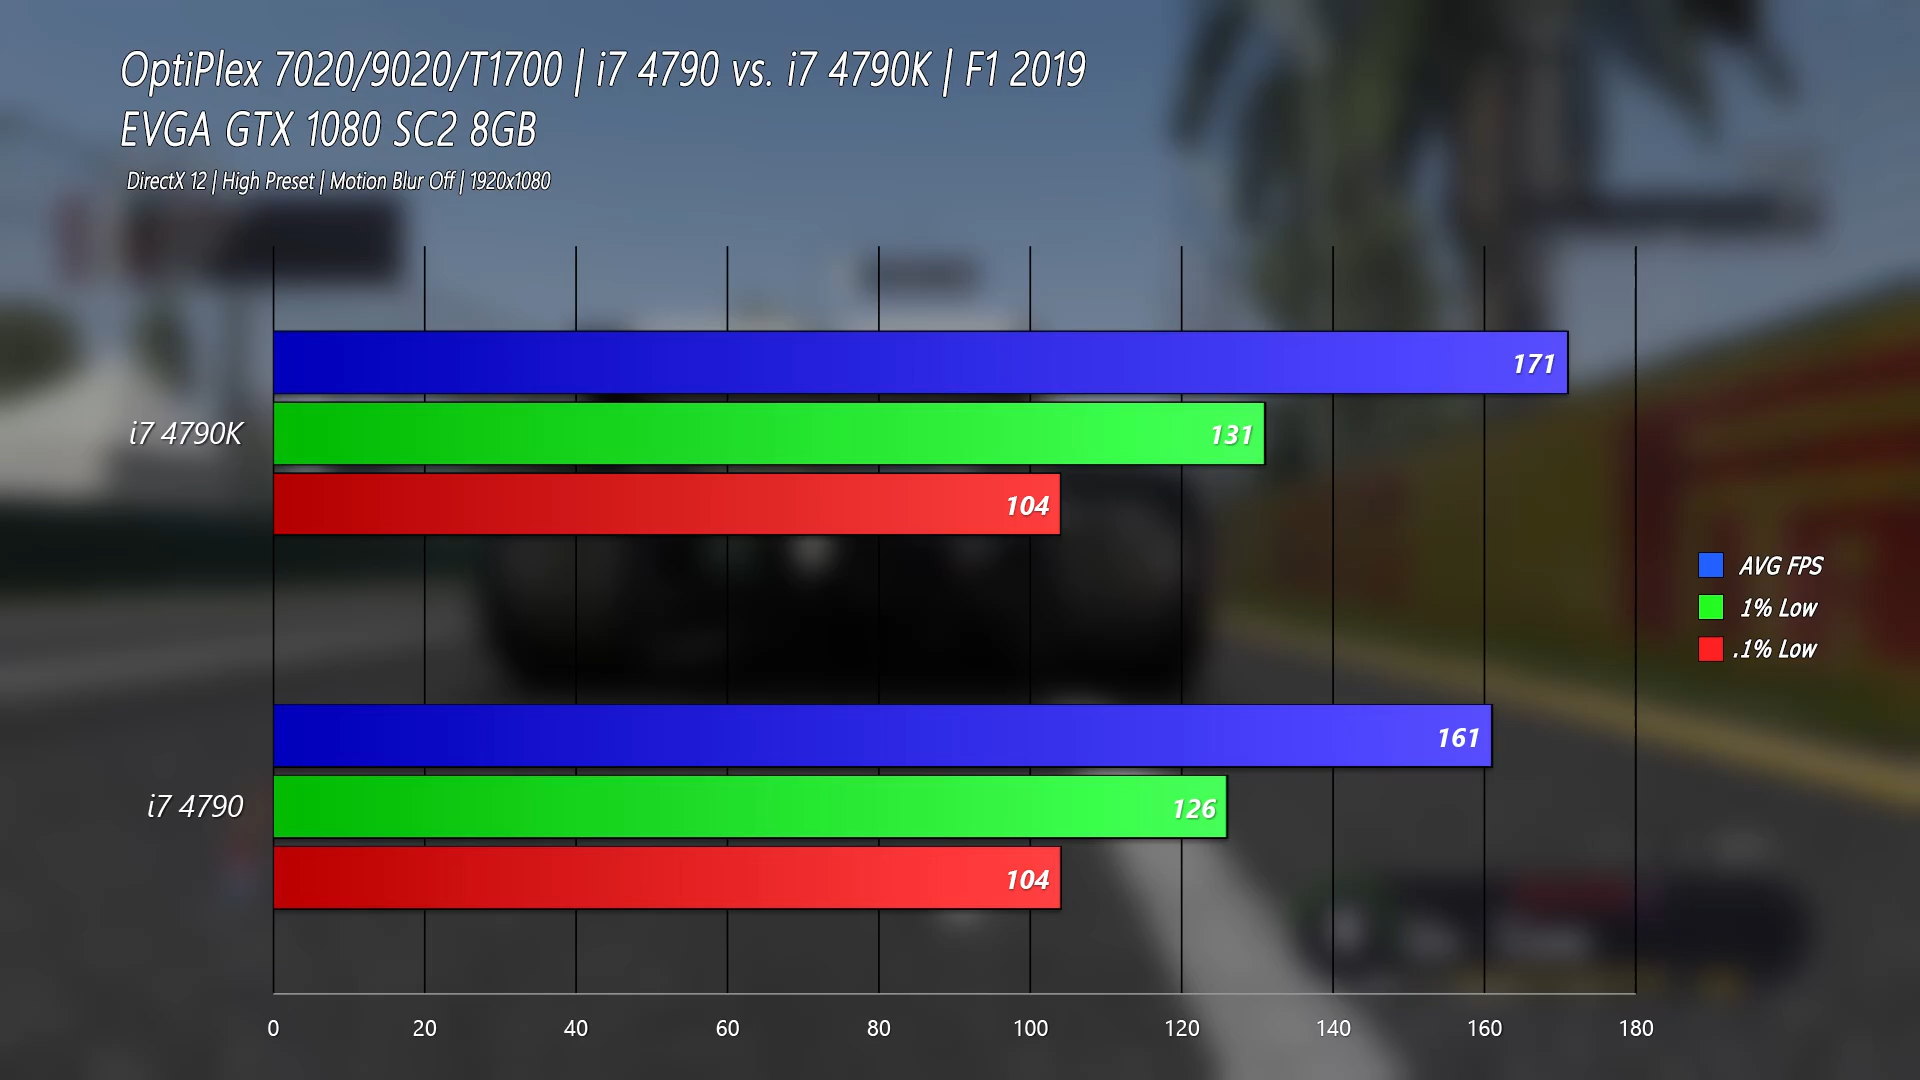 OptiPlex 7020/9020/T1700 | i7 4790 vs. i7 4790K | F1 2019
EVGA GTX 1080 SC2 8GB
DirectX 12 | High Preset | Motion Blur Off | 1920x1080
171
i7 4790K
131
104
AVG FPS
1% Low
.1% Low
161
i7 4790
126
104
0 20 40 60 80 100 120 140 160 180